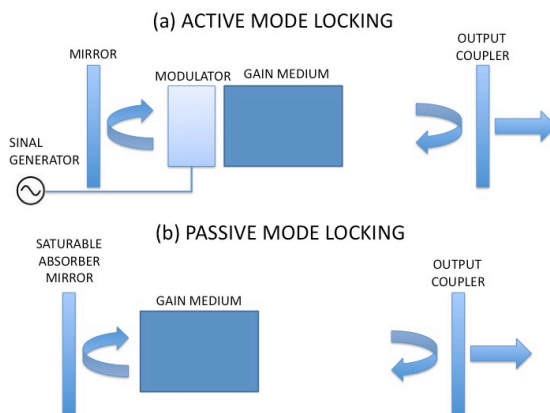 (a) ACTIVE MODE LOCKING
MIRROR
MODULATOR
GAIN MEDIUM
OUTPUT
COUPLER
SINAL
GENERATOR
(b) PASSIVE MODE LOCKING
SATURABLE
ABSORBER
MIRROR
GAIN MEDIUM
OUTPUT
COUPLER